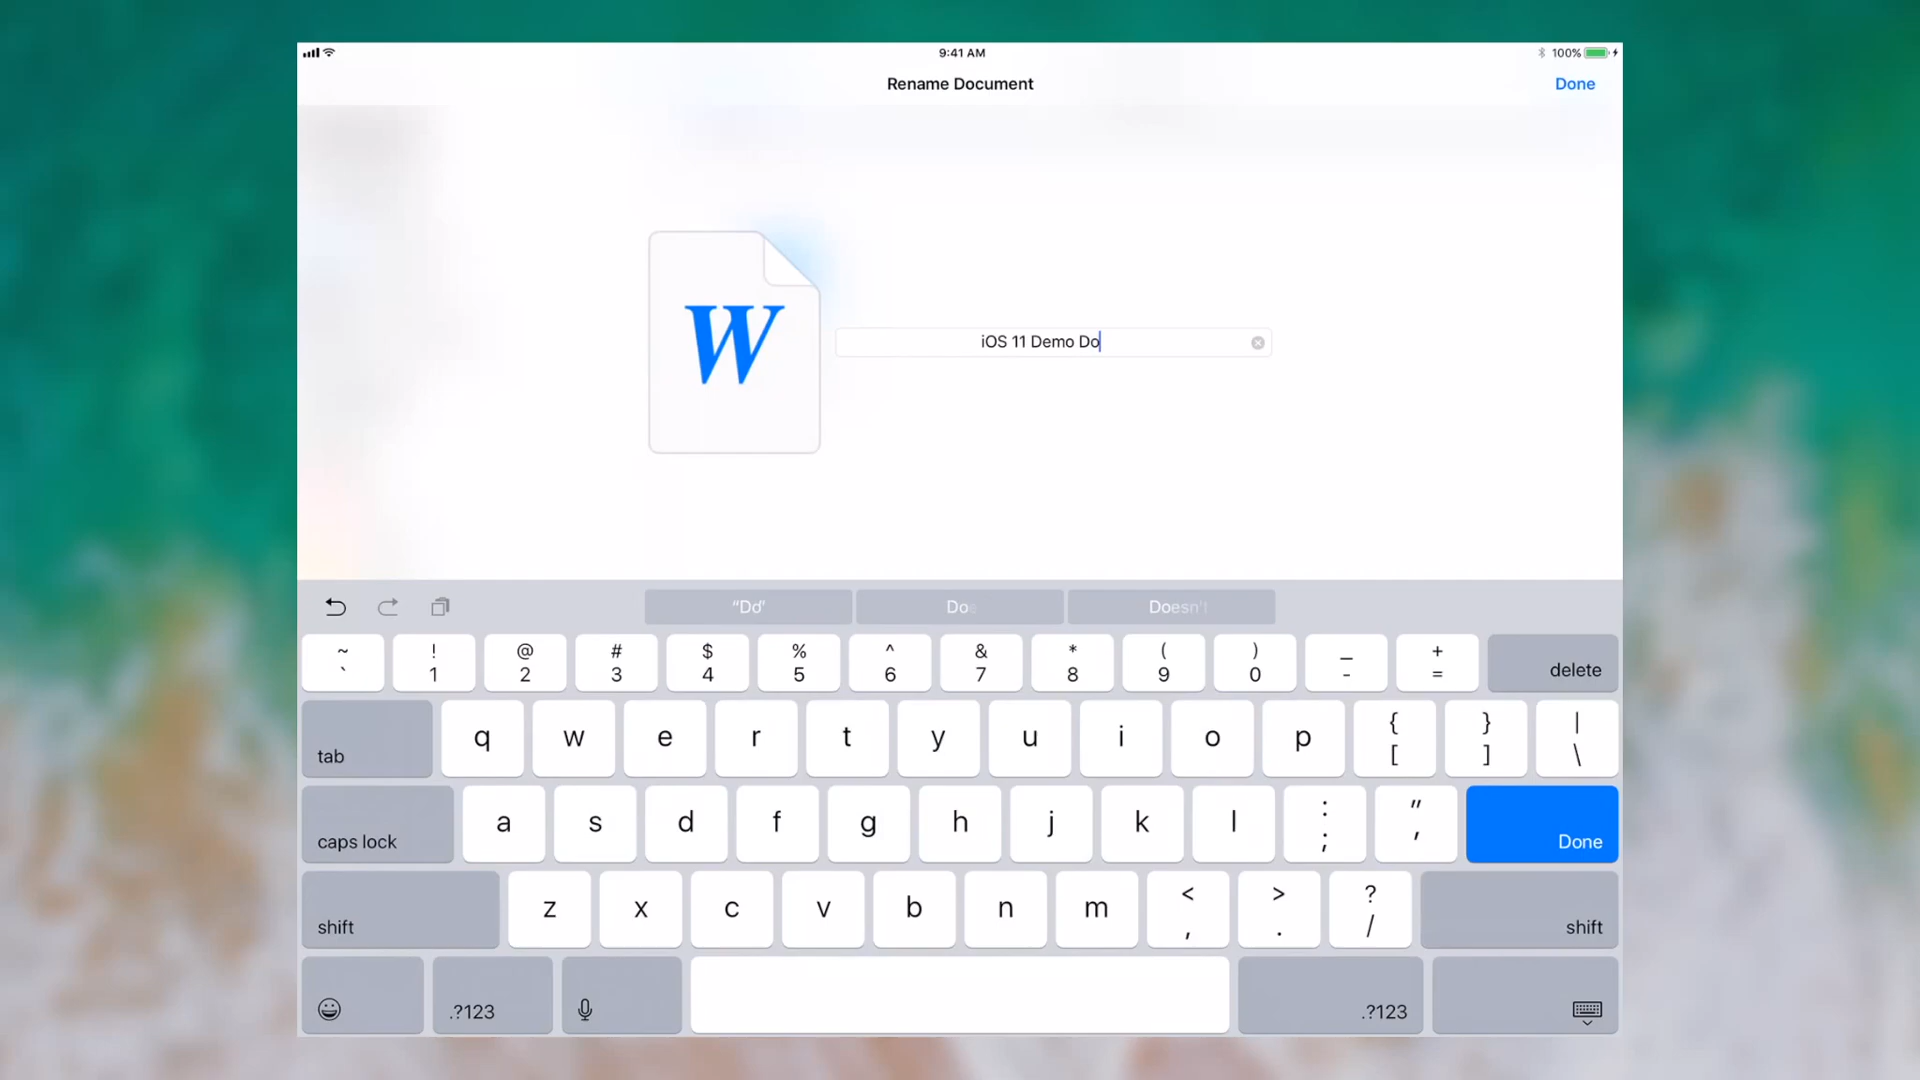 9:41 AM
100%
Rename Document
Done
W
iOS 11 Demo Do
"Do"
Do
Doesn't
~ ! @ # $ % ^ & * ( ) _ +
` 1 2 3 4 5 6 7 8 9 0 - = delete
tab q w e r t y u i o p { [ } ] | \
caps lock a s d f g h j k l : ; " ' Done
shift z x c v b n m < , > . ? / shift
.?123 .?123